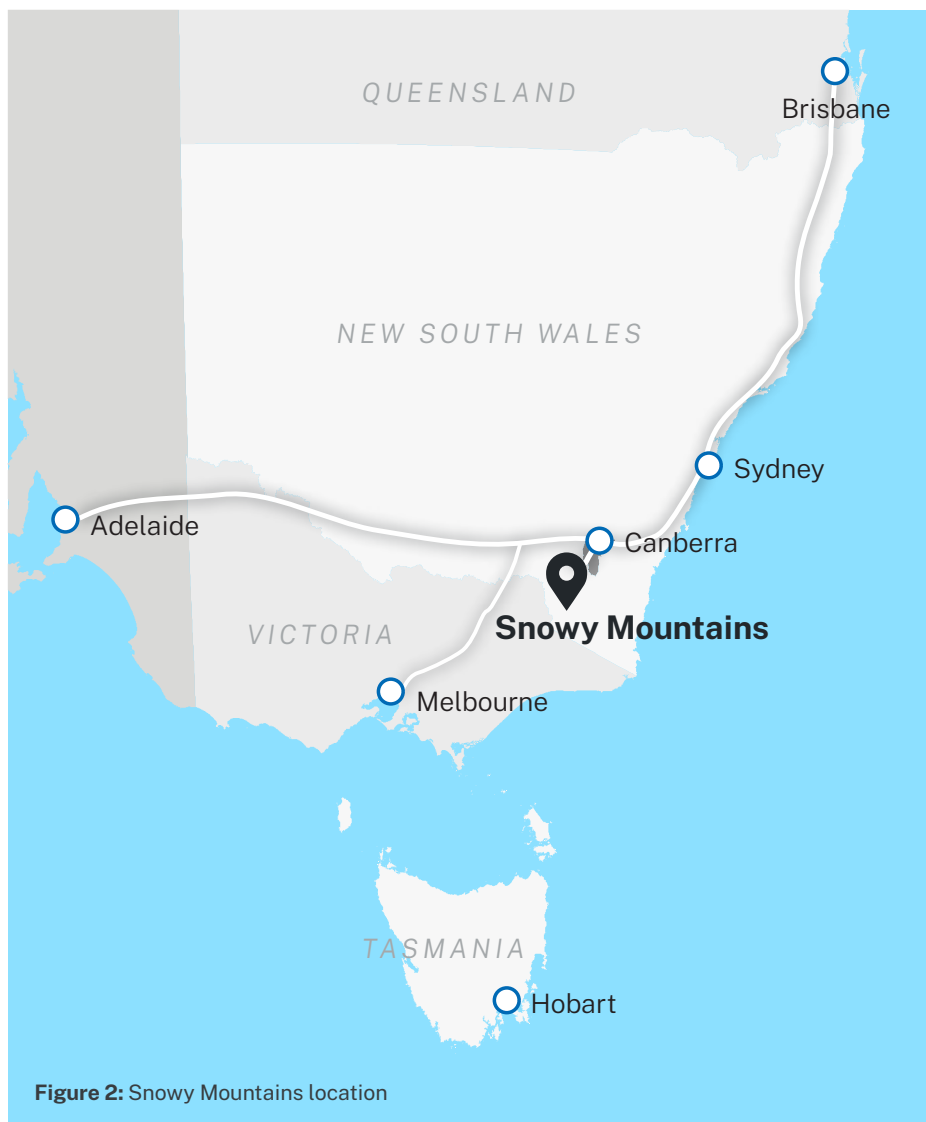 QUEENSLAND
Brisbane
NEW SOUTH WALES
Sydney
Adelaide
Canberra
Snowy Mountains
VICTORIA
Melbourne
TASMANIA
Hobart
Figure 2: Snowy Mountains location